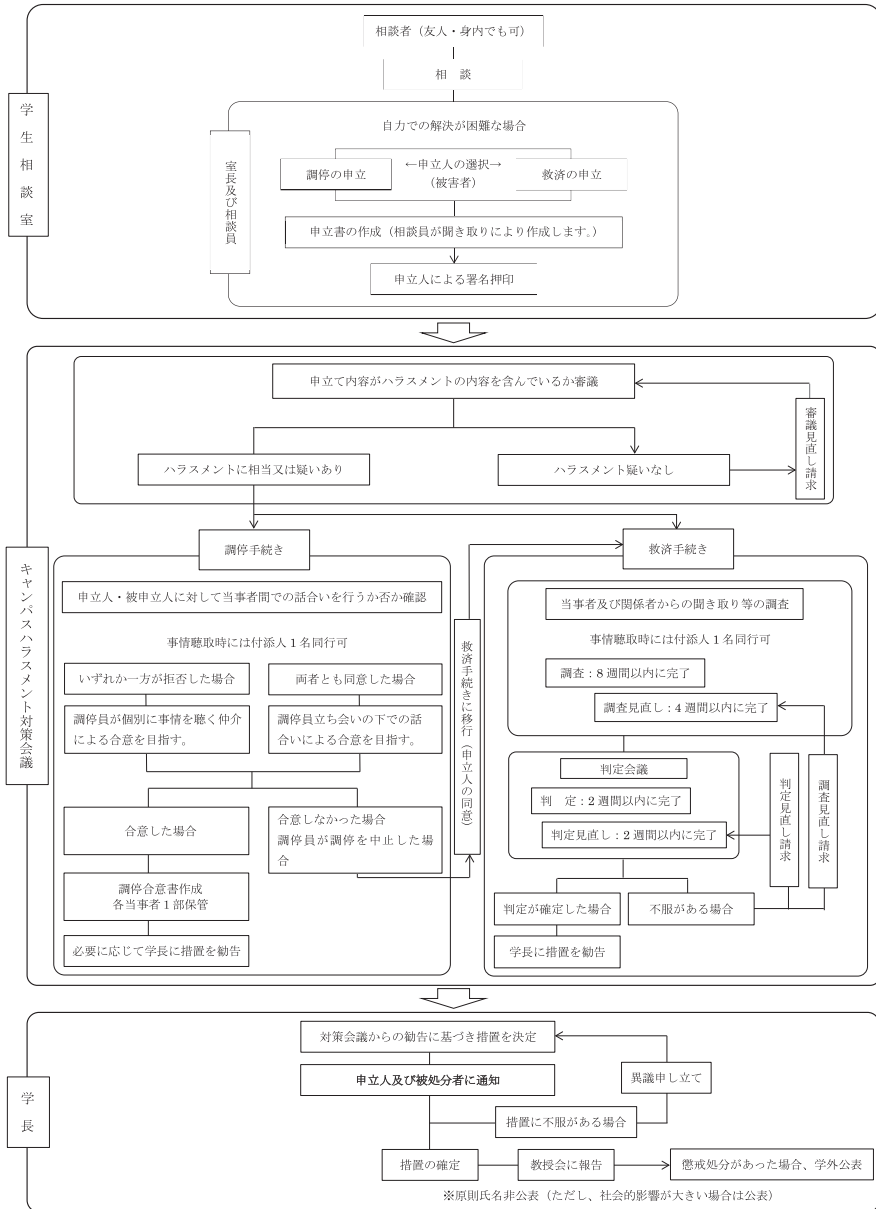 相談者（友人・身内でも可）
相　談
学生相談室
室長及び相談員
自力での解決が困難な場合
調停の申立
←申立人の選択→
（被害者）
救済の申立
申立書の作成（相談員が聞き取りにより作成します。）
申立人による署名押印
キャンパスハラスメント対策会議
申立て内容がハラスメントの内容を含んでいるか審議
審議見直し請求
ハラスメントに相当又は疑いあり
ハラスメント疑いなし
調停手続き
申立人・被申立人に対して当事者間での話合いを行うか否か確認
事情聴取時には付添人１名同行可
いずれか一方が拒否した場合
両者とも同意した場合
調停員が個別に事情を聴く仲介
による合意を目指す。
調停員立ち会いの下での話
合いによる合意を目指す。
合意した場合
合意しなかった場合
調停員が調停を中止した場
合
調停合意書作成
各当事者１部保管
必要に応じて学長に措置を勧告
救済手続きに移行（申立人の同意）
救済手続き
当事者及び関係者からの聞き取り等の調査
事情聴取時には付添人１名同行可
調査：８週間以内に完了
調査見直し：４週間以内に完了
判定会議
判　定：２週間以内に完了
判定見直し：２週間以内に完了
判定見直し請求
調査見直し請求
判定が確定した場合
不服がある場合
学長に措置を勧告
学長
対策会議からの勧告に基づき措置を決定
申立人及び被処分者に通知
異議申し立て
措置に不服がある場合
措置の確定
教授会に報告
懲戒処分があった場合、学外公表
※原則氏名非公表（ただし、社会的影響が大きい場合は公表）